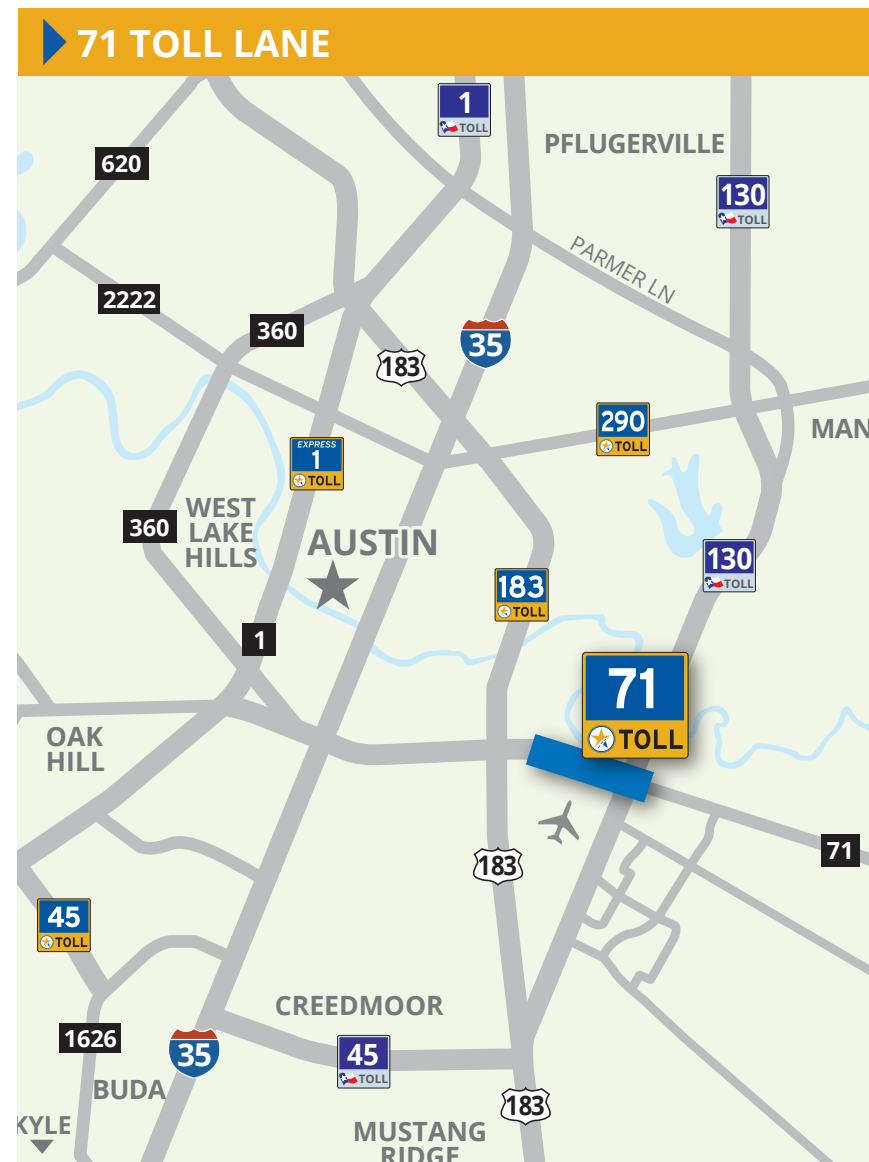 71 TOLL LANE
1
TOLL
PFLUGERVILLE
620
130
TOLL
PARMER LN
2222
360
35
183
290
TOLL
MAN
EXPRESS
1
TOLL
WEST
LAKE
HILLS
360
AUSTIN
130
TOLL
183
TOLL
1
71
TOLL
OAK
HILL
71
183
45
TOLL
CREEDMOOR
1626
35
45
TOLL
BUDA
183
KYLE
MUSTANG
RIDGE